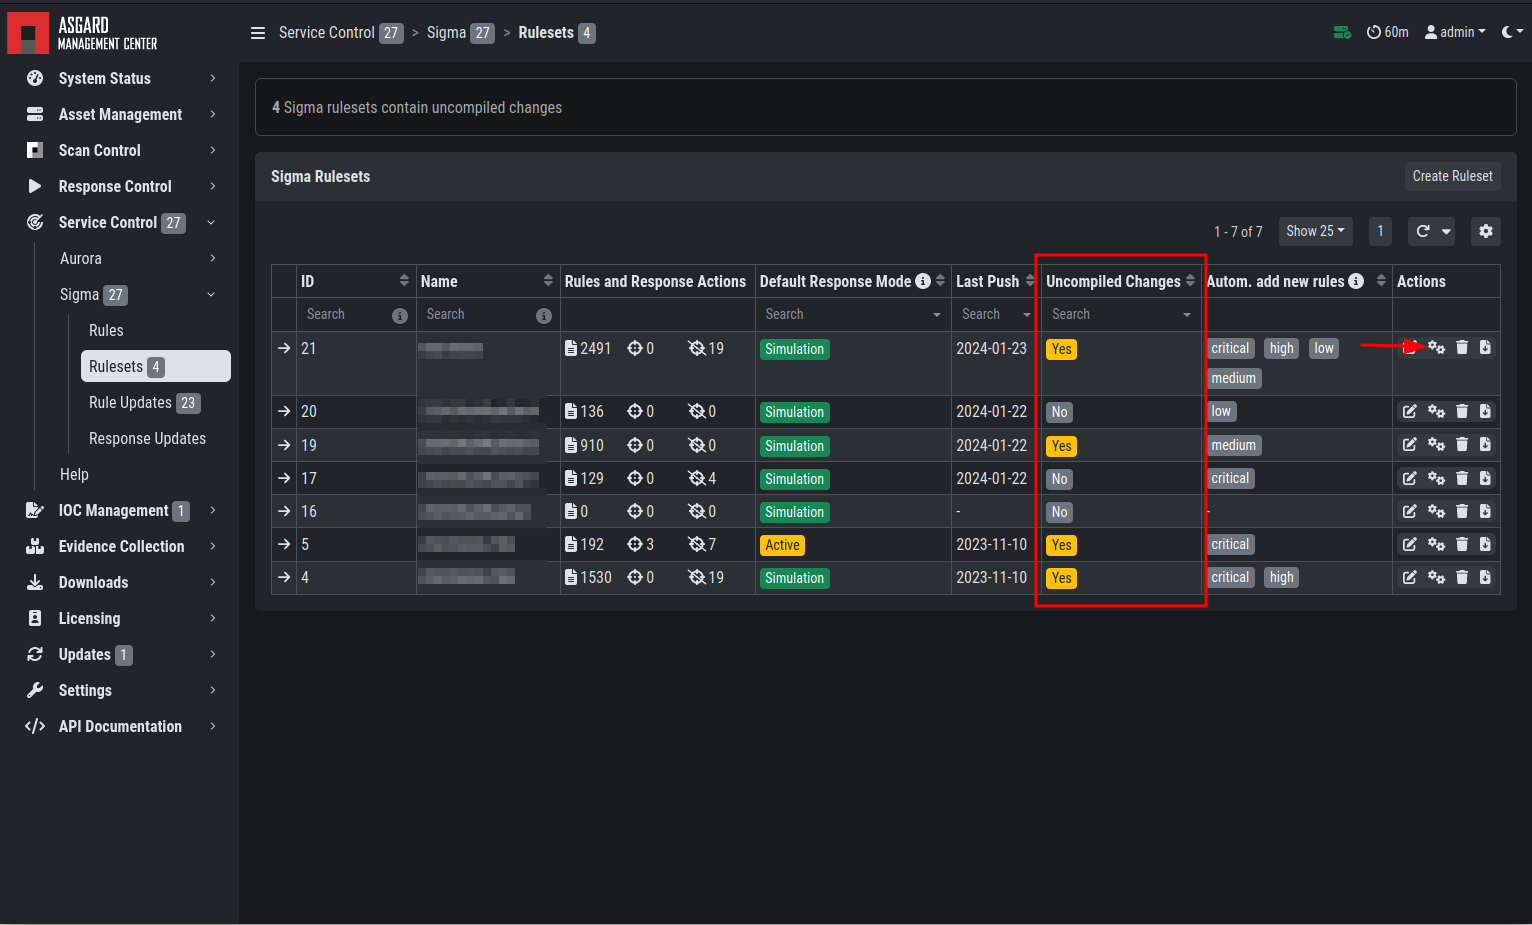 ASGARD
MANAGEMENT CENTER
Service Control 27 > Sigma 27 > Rulesets 4
60m admin
System Status
Asset Management
Scan Control
Response Control
Service Control 27
Aurora
Sigma 27
Rules
Rulesets 4
Rule Updates 23
Response Updates
Help
IOC Management 1
Evidence Collection
Downloads
Licensing
Updates 1
Settings
API Documentation
4 Sigma rulesets contain uncompiled changes
Sigma Rulesets Create Ruleset
1 - 7 of 7 Show 25 1
ID Name Rules and Response Actions Default Response Mode Last Push Uncompiled Changes Autom. add new rules Actions
Search Search Search Search Search
21 2491 0 19 Simulation 2024-01-23 Yes critical high low
medium
20 136 0 0 Simulation 2024-01-22 No low
19 910 0 0 Simulation 2024-01-22 Yes medium
17 129 0 4 Simulation 2024-01-22 No critical
16 0 0 0 Simulation - No -
5 192 3 7 Active 2023-11-10 Yes critical
4 1530 0 19 Simulation 2023-11-10 Yes critical high